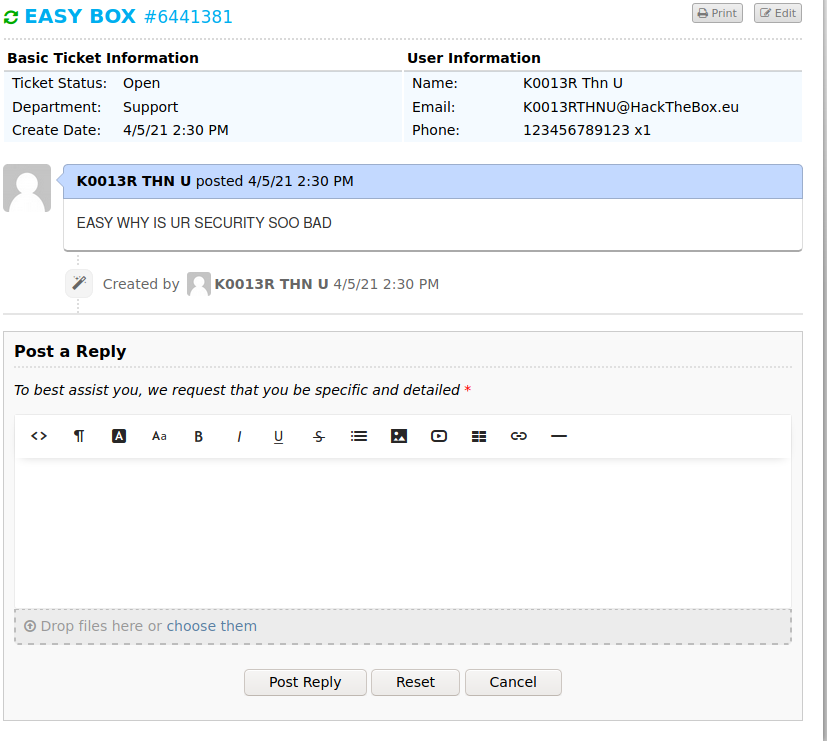 EASY BOX #6441381
Print Edit
Basic Ticket Information User Information
Ticket Status: Open Name: K0013R Thn U
Department: Support Email: K0013RTHNU@HackTheBox.eu
Create Date: 4/5/21 2:30 PM Phone: 123456789123 x1
K0013R THN U posted 4/5/21 2:30 PM
EASY WHY IS UR SECURITY SOO BAD
Created by K0013R THN U 4/5/21 2:30 PM
Post a Reply
To best assist you, we request that you be specific and detailed *
<> ¶ A Aa B I U S
Drop files here or choose them
Post Reply Reset Cancel